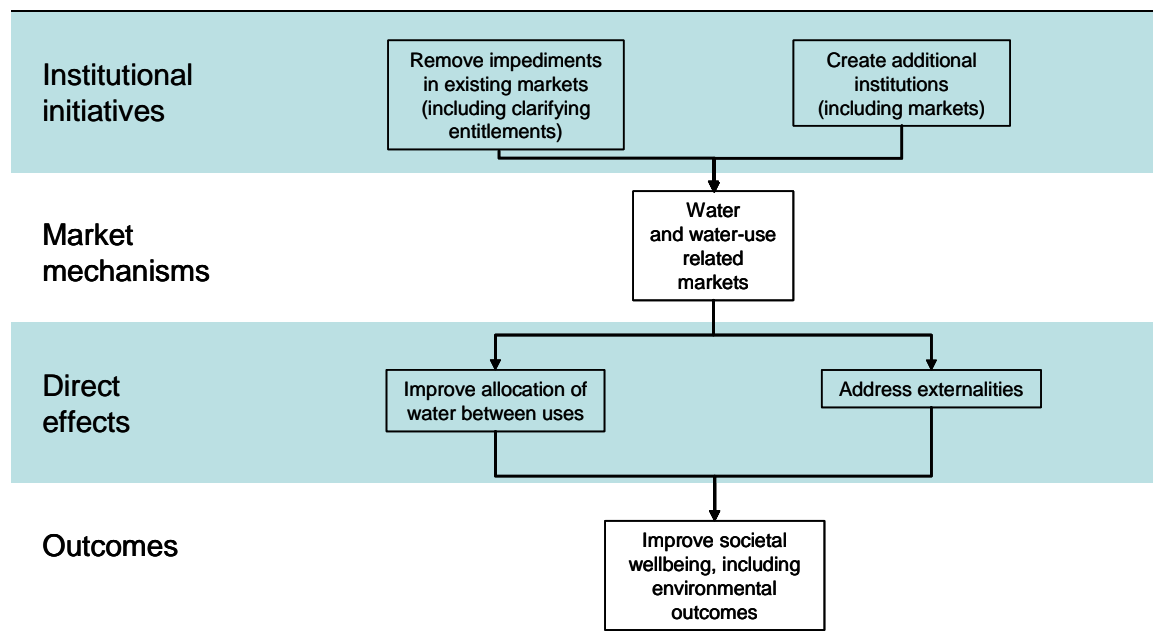 Institutional
initiatives
Remove impediments
in existing markets
(including clarifying
entitlements)
Create additional
institutions
(including markets)
Market
mechanisms
Water
and water-use
related
markets
Direct
effects
Improve allocation of
water between uses
Address externalities
Outcomes
Improve societal
wellbeing, including
environmental
outcomes